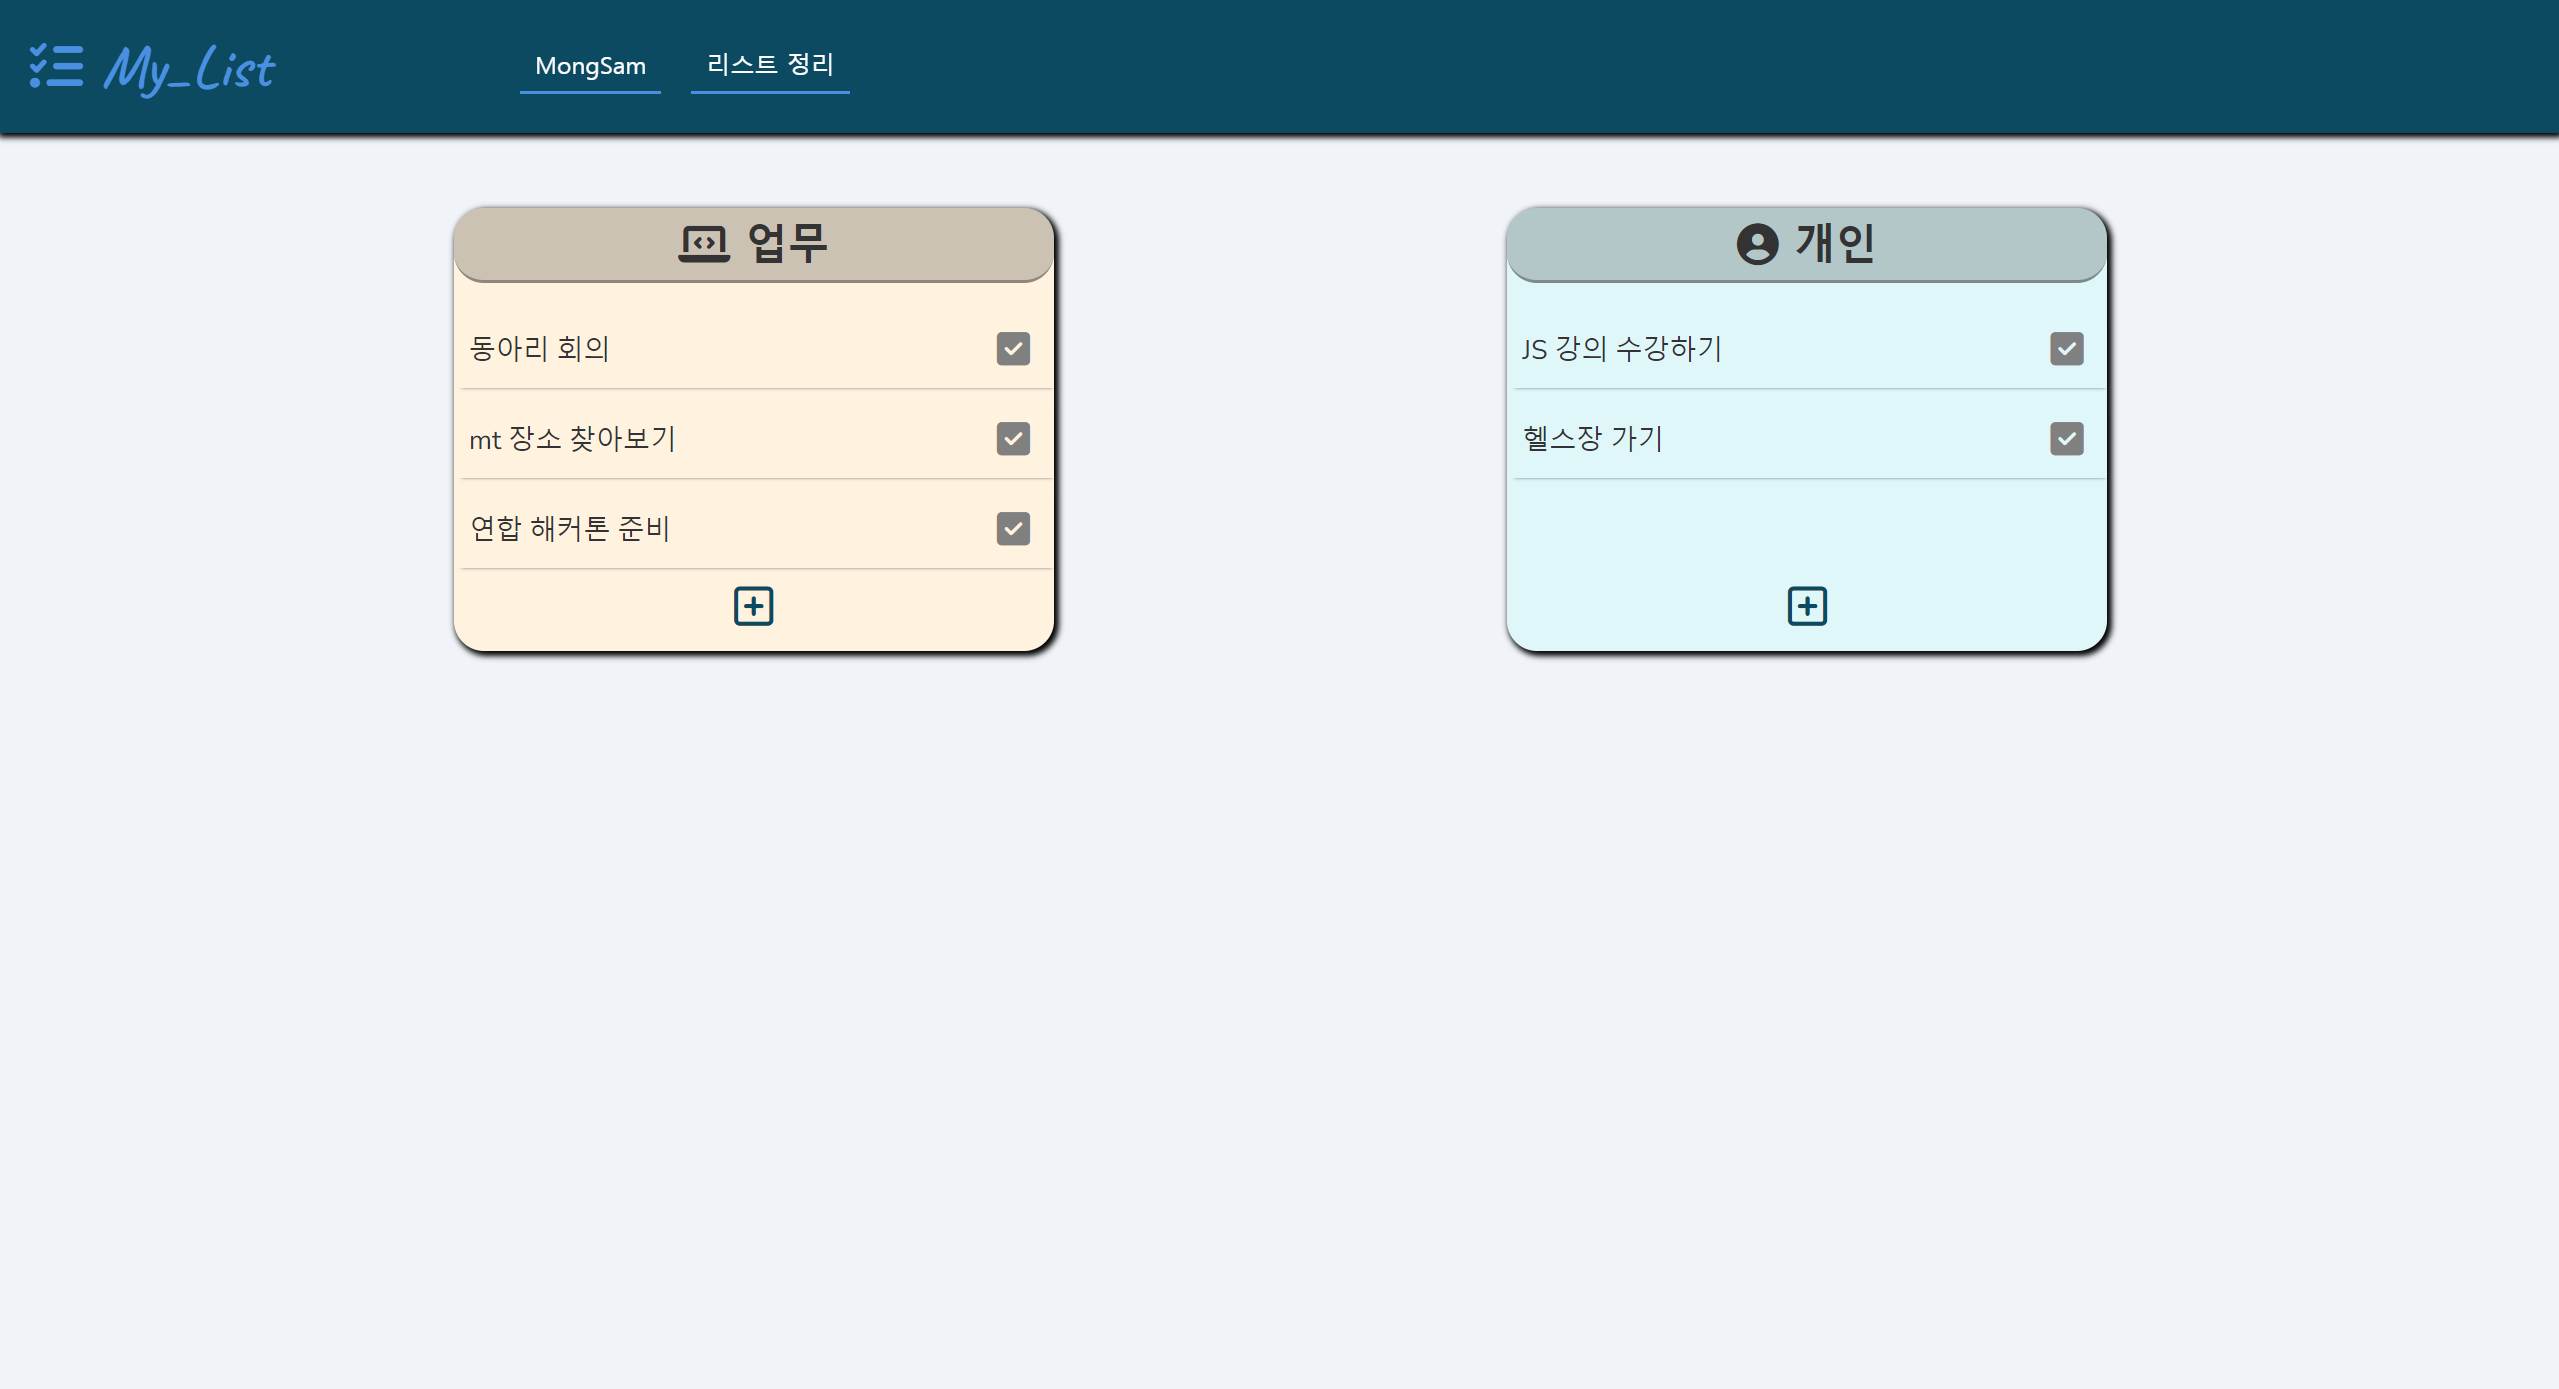 My_List
MongSam
리스트 정리
업무
동아리 회의
mt 장소 찾아보기
연합 해커톤 준비
개인
JS 강의 수강하기
헬스장 가기